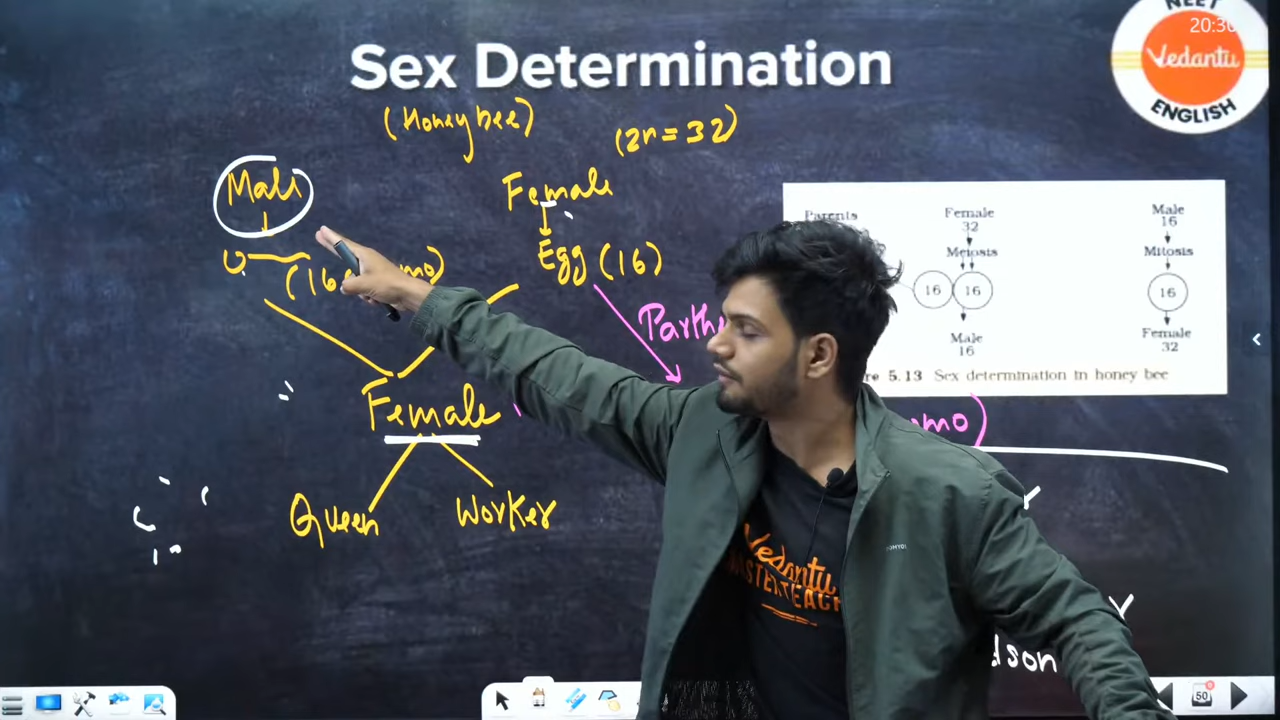 NEET
20:30
Vedantu
ENGLISH
Sex Determination
(Honey bee)
(2n = 32)
Male
Female
Egg (16)
(16
Female
Queen
Worker
Parents
Female
32
Meiosis
16
16
Male
16
Male
16
Mitosis
16
Female
32
5.13 Sex determination in honey bee
Vedantu
50